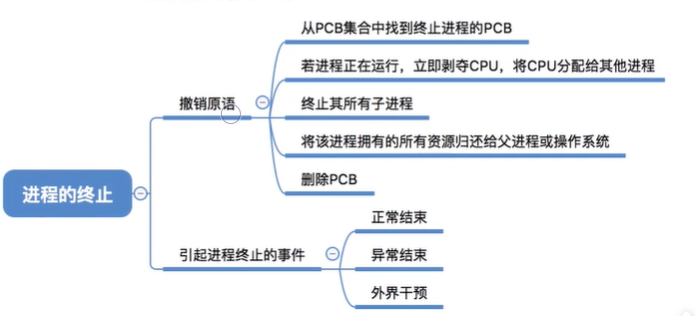 从PCB集合中找到终止进程的PCB
若进程正在运行，立即剥夺CPU，将CPU分配给其他进程
撤销原语
终止其所有子进程
将该进程拥有的所有资源归还给父进程或操作系统
删除PCB
进程的终止
正常结束
引起进程终止的事件
异常结束
外界干预